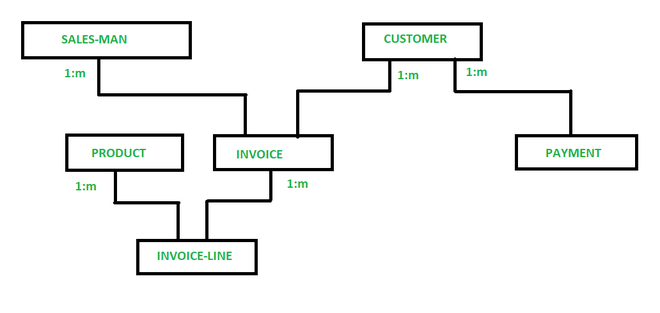 SALES-MAN
CUSTOMER
1:m
1:m
1:m
PRODUCT
INVOICE
PAYMENT
1:m
1:m
INVOICE-LINE